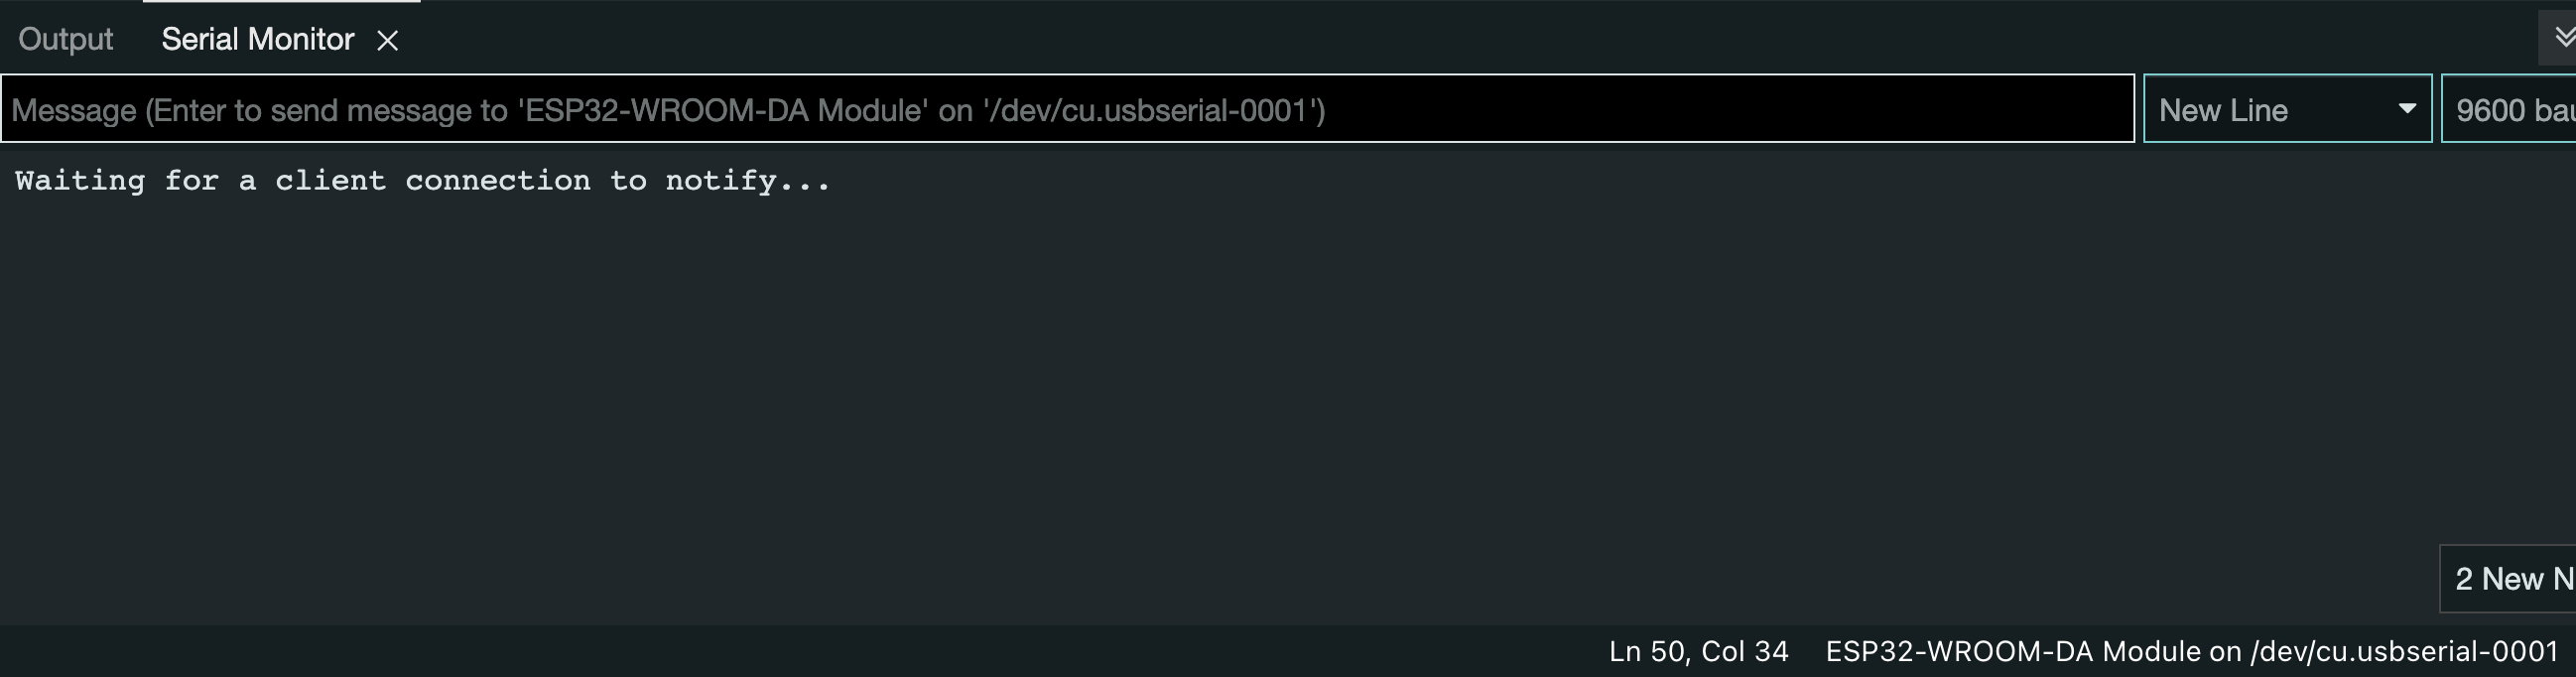 Output Serial Monitor
Message (Enter to send message to 'ESP32-WROOM-DA Module' on '/dev/cu.usbserial-0001') New Line 9600 bau
Waiting for a client connection to notify...
2 New N
Ln 50, Col 34 ESP32-WROOM-DA Module on /dev/cu.usbserial-0001